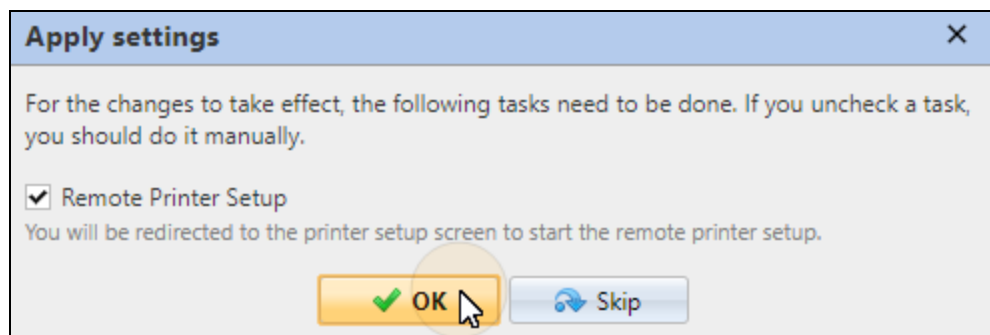 Apply settings
For the changes to take effect, the following tasks need to be done. If you uncheck a task,
you should do it manually.
Remote Printer Setup
You will be redirected to the printer setup screen to start the remote printer setup.
OK Skip